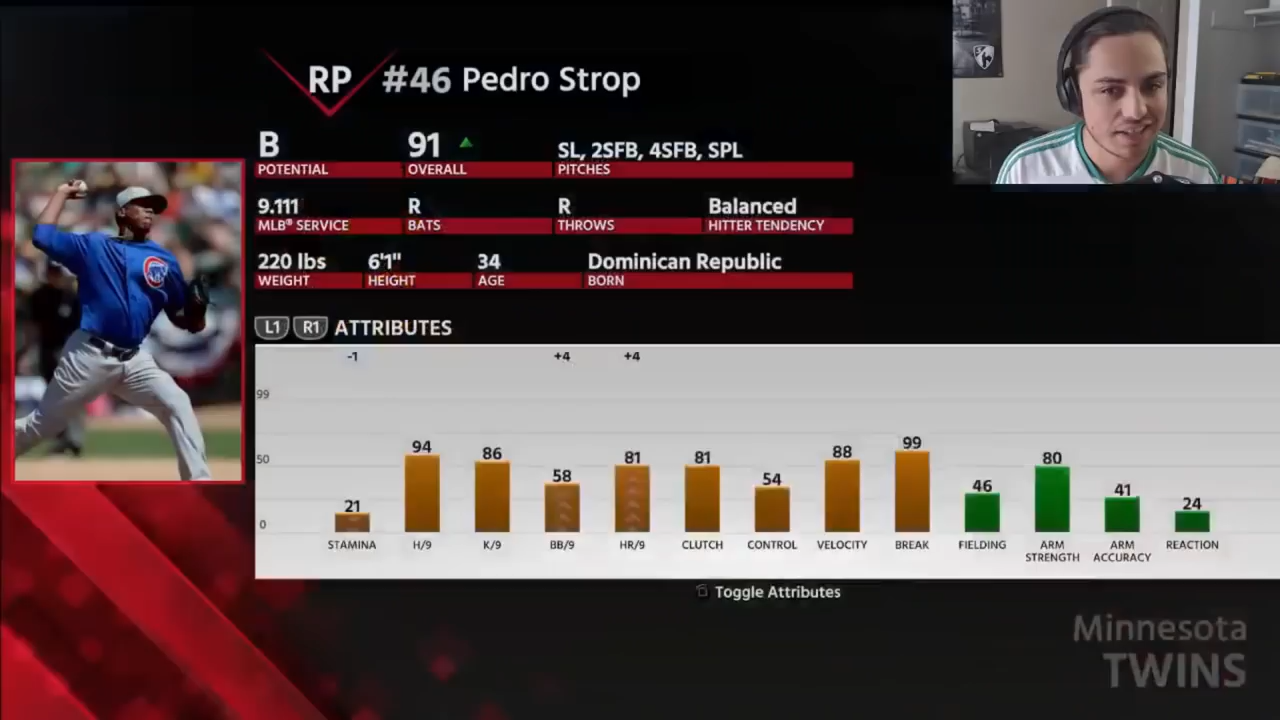 RP #46 Pedro Strop
B 91 SL, 2SFB, 4SFB, SPL
POTENTIAL OVERALL PITCHES
9.111 R R Balanced
MLB® SERVICE BATS THROWS HITTER TENDENCY
220 lbs 6'1" 34 Dominican Republic
WEIGHT HEIGHT AGE BORN
L1 R1 ATTRIBUTES
-1 +4 +4
99
50
0
21 94 86 58 81 81 54 88 99 46 80 41 24
STAMINA H/9 K/9 BB/9 HR/9 CLUTCH CONTROL VELOCITY BREAK FIELDING ARM STRENGTH ARM ACCURACY REACTION
Toggle Attributes
Minnesota
TWINS